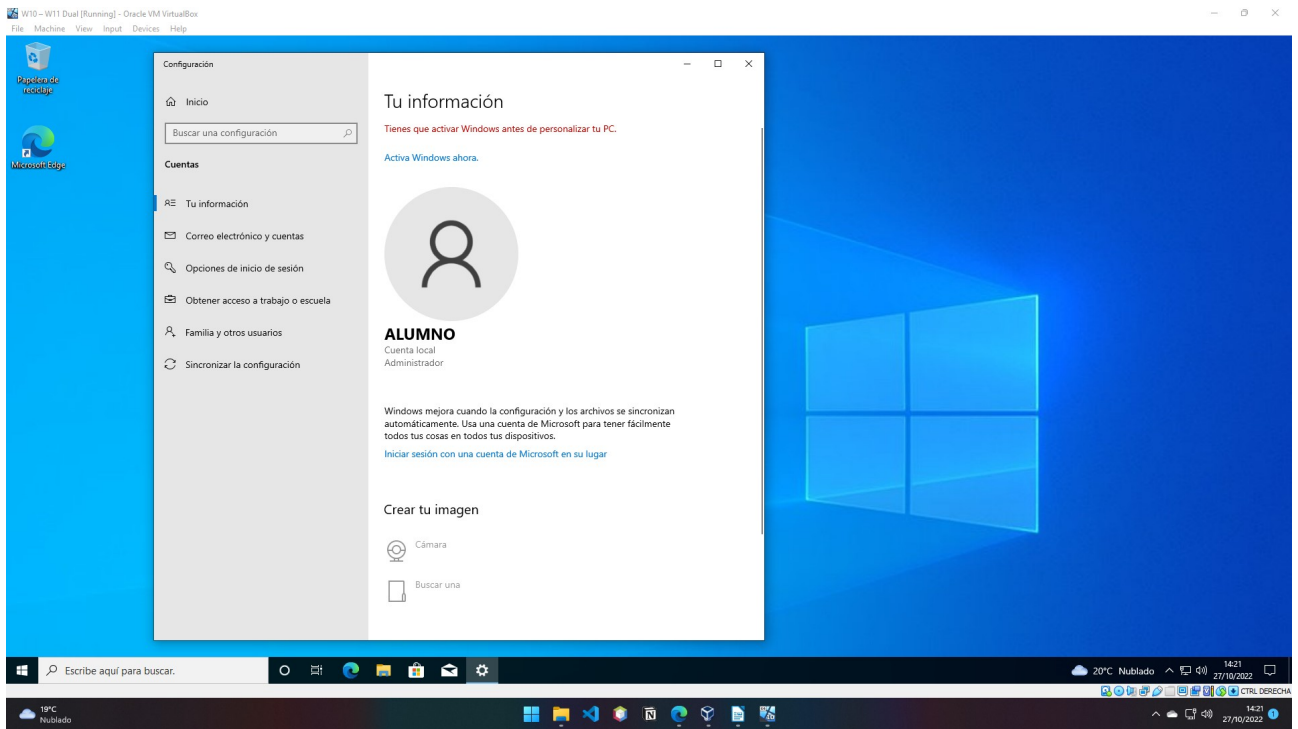 W10 – W11 Dual [Running] - Oracle VM VirtualBox
File Machine View Input Devices Help
Papelera de
reciclaje
Microsoft Edge
Configuración
Inicio
Buscar una configuración
Cuentas
Tu información
Correo electrónico y cuentas
Opciones de inicio de sesión
Obtener acceso a trabajo o escuela
Familia y otros usuarios
Sincronizar la configuración
Tu información
Tienes que activar Windows antes de personalizar tu PC.
Activa Windows ahora.
ALUMNO
Cuenta local
Administrador
Windows mejora cuando la configuración y los archivos se sincronizan
automáticamente. Usa una cuenta de Microsoft para tener fácilmente
todos tus cosas en todos tus dispositivos.
Iniciar sesión con una cuenta de Microsoft en su lugar
Crear tu imagen
Cámara
Buscar una
Escribe aquí para buscar.
20°C Nublado
14:21
27/10/2022
CTRL DERECHA
19°C
Nublado
14:21
27/10/2022
1